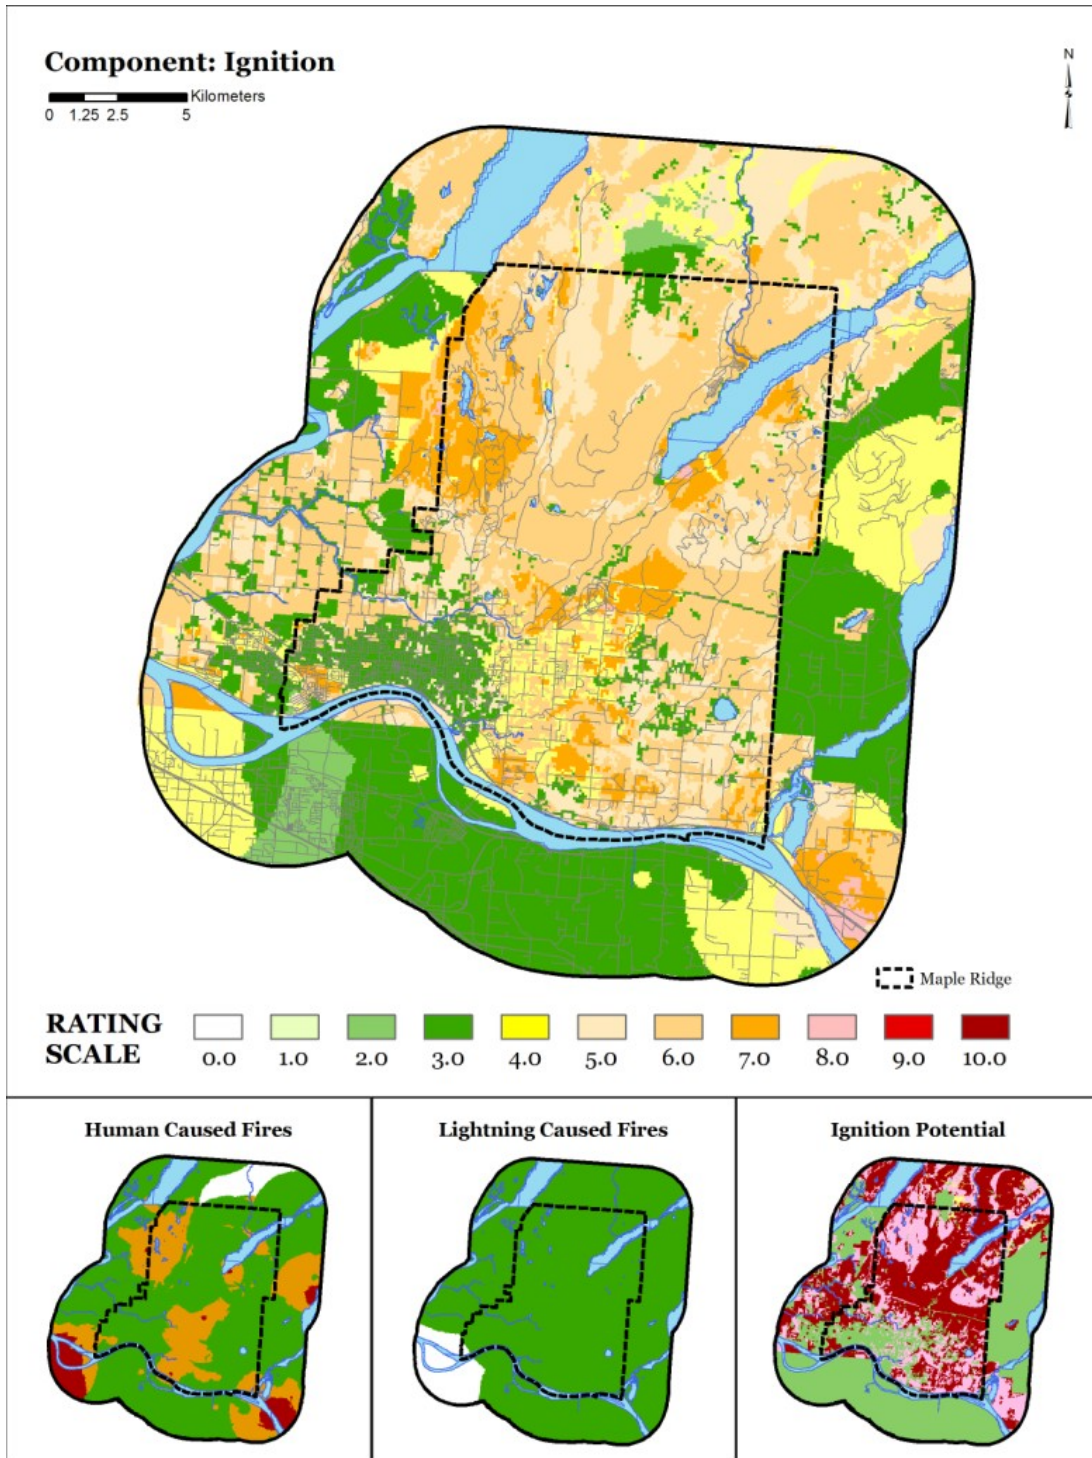 Component: Ignition
Kilometers
0 1.25 2.5 5
N
Maple Ridge
RATING
SCALE
0.0 1.0 2.0 3.0 4.0 5.0 6.0 7.0 8.0 9.0 10.0
Human Caused Fires
Lightning Caused Fires
Ignition Potential